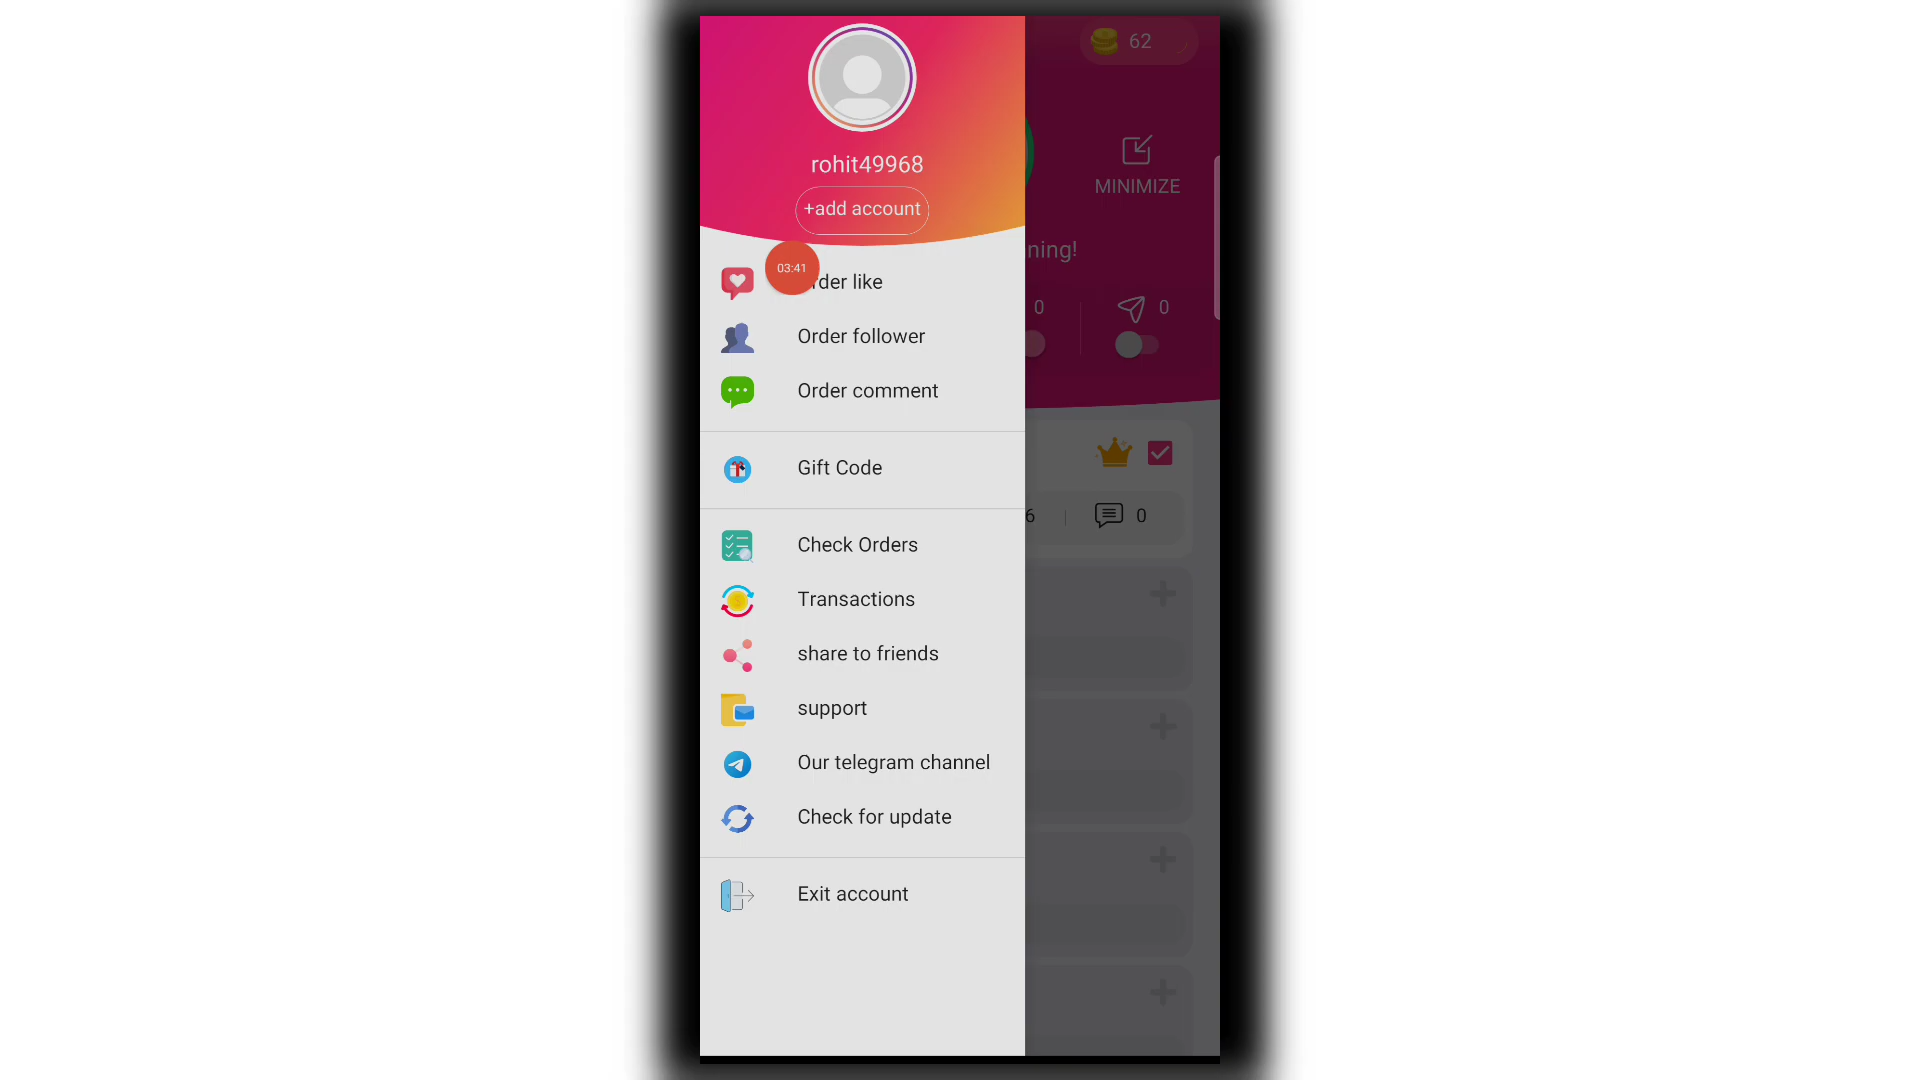 62
rohit49968
+add account
MINIMIZE
ning!
03:41
rder like
0
0
Order follower
Order comment
Gift Code
6
0
Check Orders
Transactions
share to friends
support
Our telegram channel
Check for update
Exit account